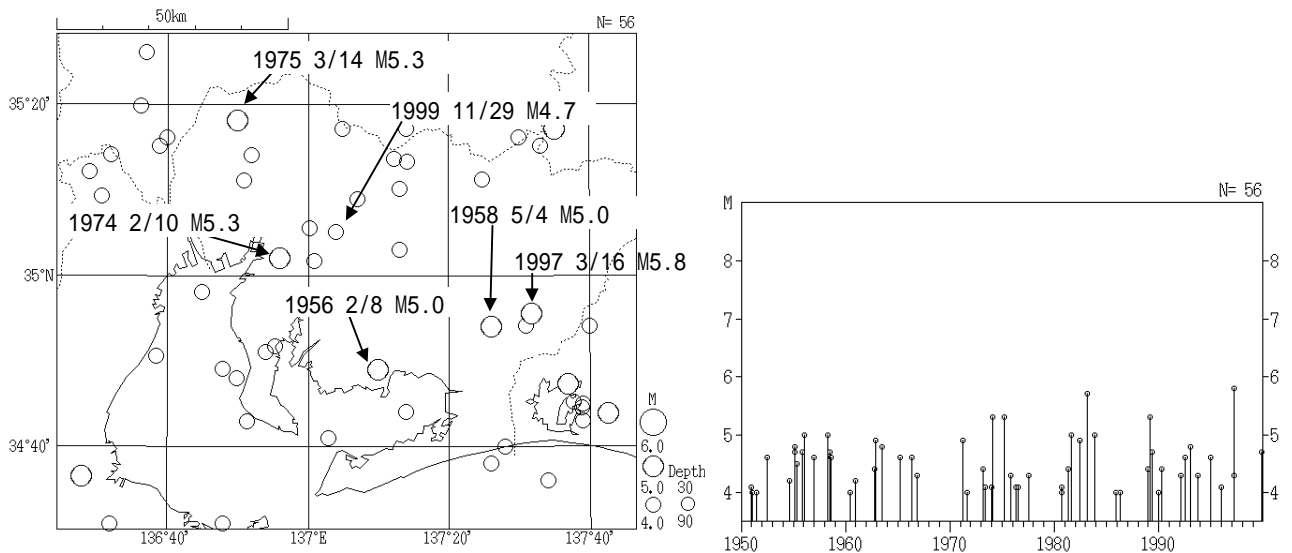 50km
N= 56
1975 3/14 M5.3
35°20'
1999 11/29 M4.7
1974 2/10 M5.3
1958 5/4 M5.0
35°N
1997 3/16 M5.8
1956 2/8 M5.0
34°40'
M
6.0
5.0
4.0
Depth
30
90
136°40'
137°E
137°20'
137°40'
N= 56
M
8 8
7 7
6 6
5 5
4 4
1950 1960 1970 1980 1990